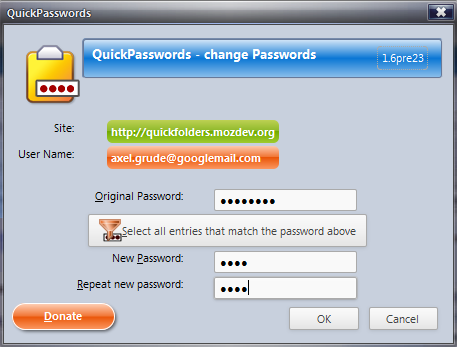 QuickPasswords
QuickPasswords - change Passwords
1.6pre23
Site:
http://quickfolders.mozdev.org
User Name:
axel.grude@googlemail.com
Original Password:
●●●●●●●●
Select all entries that match the password above
New Password:
●●●●
Repeat new password:
●●●●
Donate
OK
Cancel